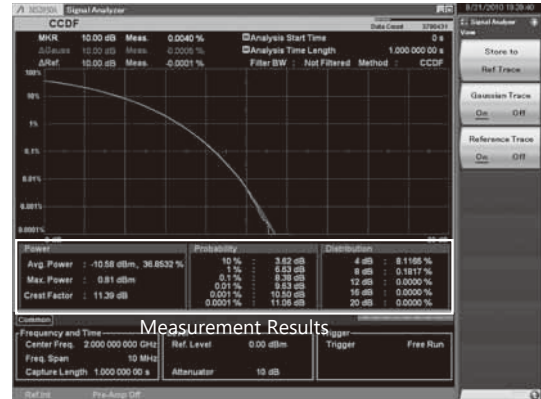 Signal Analyzer
8/21/2010 19:28:40
CCDF
Data Count 3790431
MKR 10.00 dB Meas. 0.0040 %
Analysis Start Time 0 s
ΔGauss 10.00 dB Meas. -0.0005 %
Analysis Time Length 1.000 000 00 s
ΔRef. 10.00 dB Meas. -0.0001 %
Filter BW : Not Filtered Method : CCDF
Signal Analyzer
View
Store to
Ref Trace
Gaussian Trace
On Off
Reference Trace
On Off
100%
10%
1%
0.1%
0.01%
0.001%
0.0001%
Power
Avg. Power : -10.58 dBm, 36.8532 %
Max. Power : 0.81 dBm
Crest Factor : 11.39 dB
Probability
10 % : 3.62 dB
1 % : 6.63 dB
0.1 % : 8.38 dB
0.01 % : 9.63 dB
0.001 % : 10.50 dB
0.0001 % : 11.06 dB
Distribution
4 dB : 8.1165 %
8 dB : 0.1817 %
12 dB : 0.0000 %
16 dB : 0.0000 %
20 dB : 0.0000 %
Measurement Results
Common
Frequency and Time
Center Freq. 2.000 000 000 GHz
Freq. Span 10 MHz
Capture Length 1.000 000 00 s
Ref. Level 0.00 dBm
Attenuator 10 dB
Trigger
Trigger Free Run
Ref.Int Pre-Amp Off